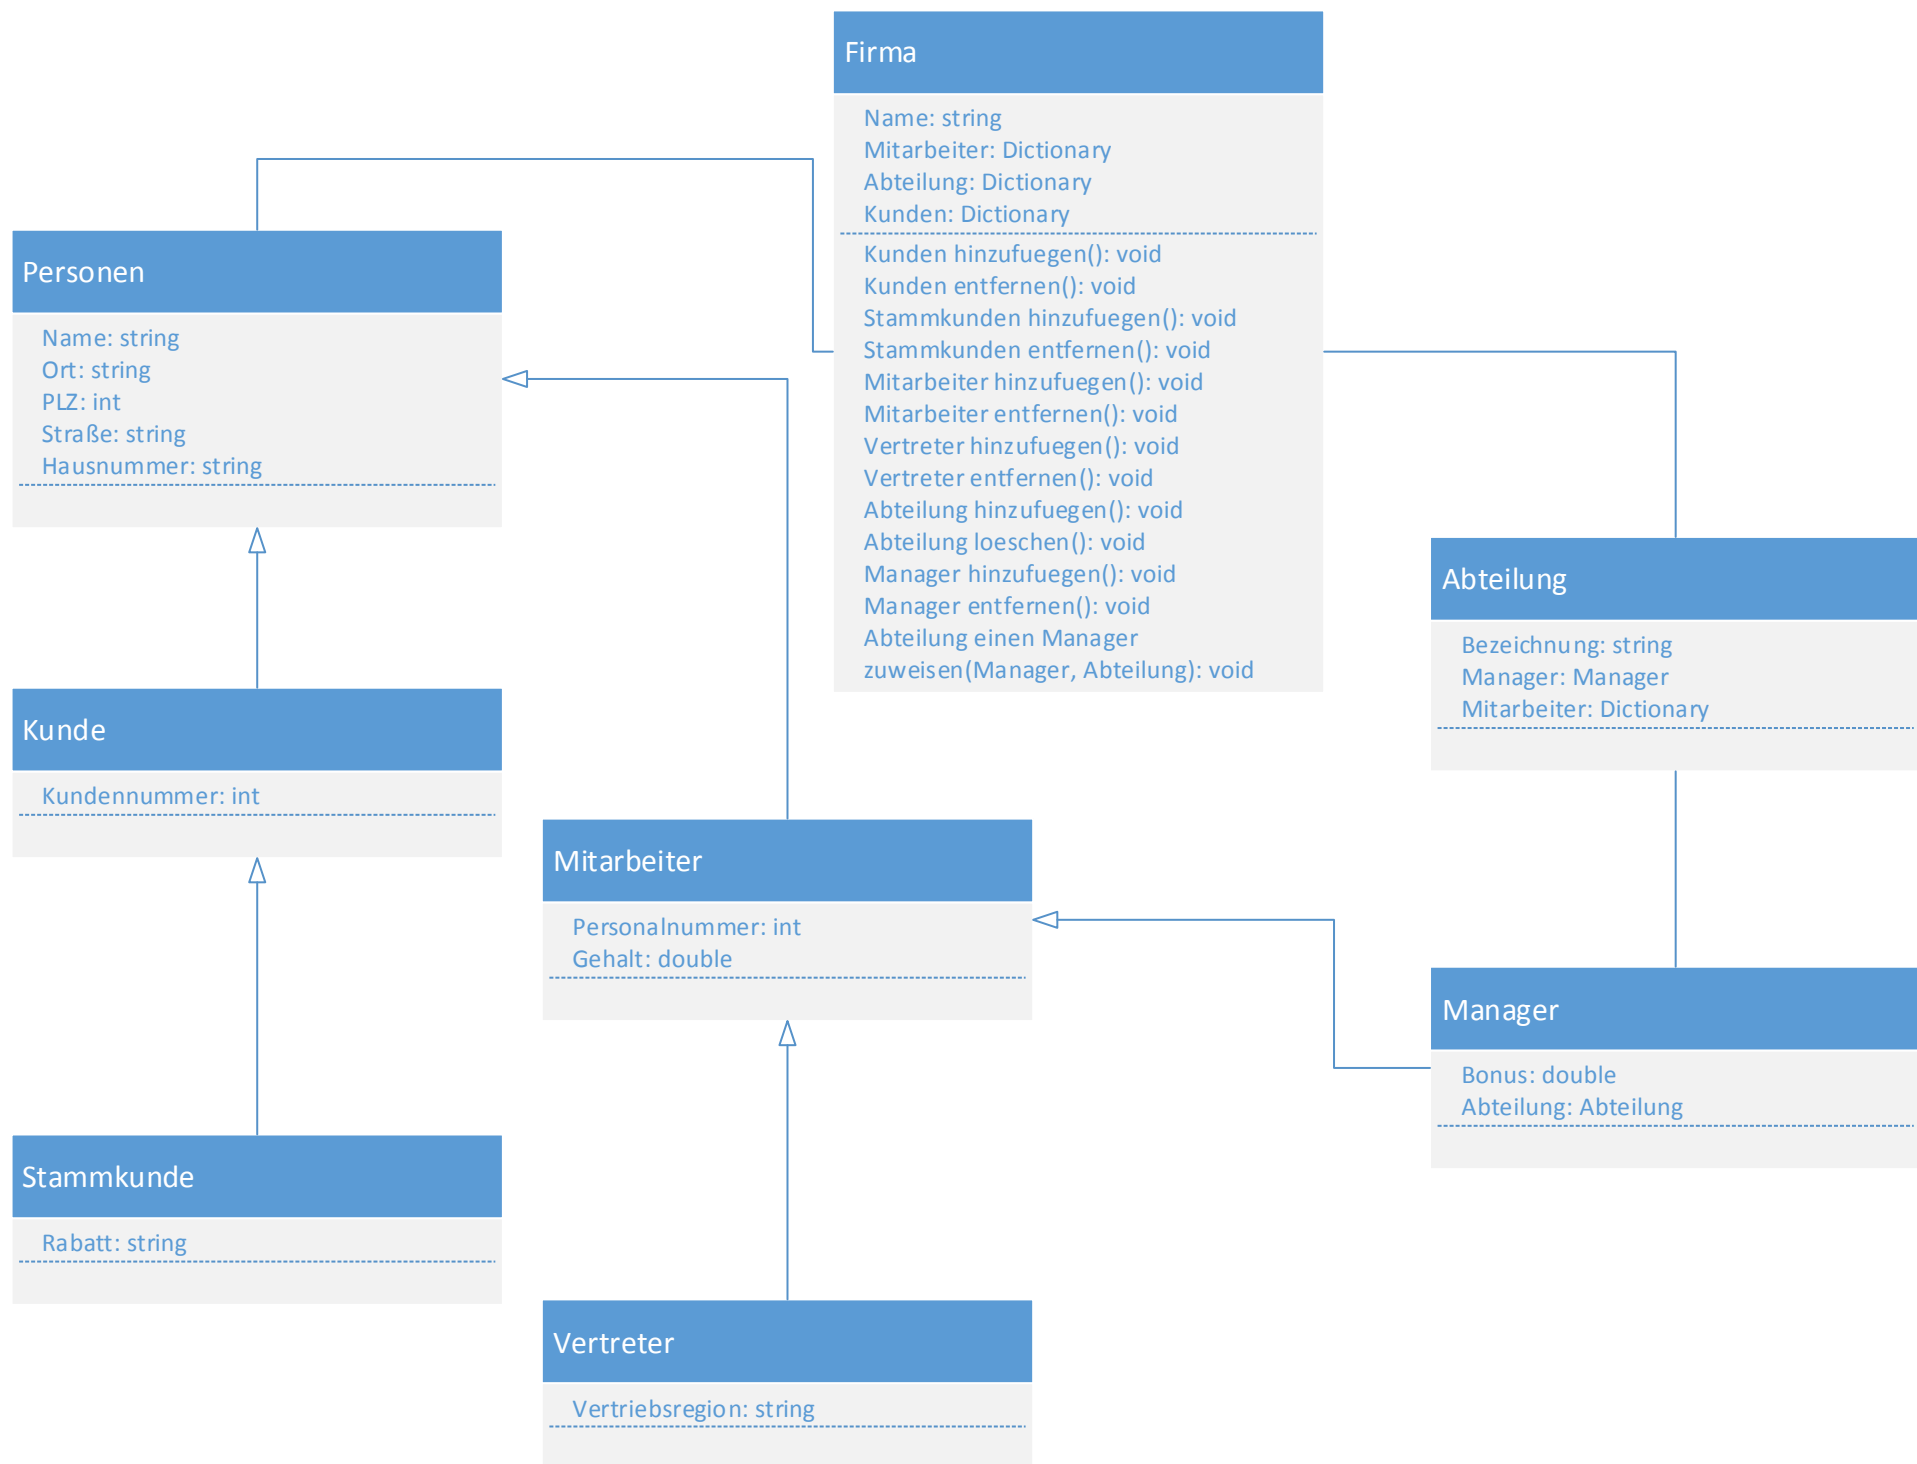 Firma
Name: string
Mitarbeiter: Dictionary
Abteilung: Dictionary
Kunden: Dictionary
Kunden hinzufuegen(): void
Kunden entfernen(): void
Stammkunden hinzufuegen(): void
Stammkunden entfernen(): void
Mitarbeiter hinzufuegen(): void
Mitarbeiter entfernen(): void
Vertreter hinzufuegen(): void
Vertreter entfernen(): void
Abteilung hinzufuegen(): void
Abteilung loeschen(): void
Manager hinzufuegen(): void
Manager entfernen(): void
Abteilung einen Manager
zuweisen(Manager, Abteilung): void
Personen
Name: string
Ort: string
PLZ: int
Straße: string
Hausnummer: string
Abteilung
Bezeichnung: string
Manager: Manager
Mitarbeiter: Dictionary
Kunde
Kundennummer: int
Mitarbeiter
Personalnummer: int
Gehalt: double
Manager
Bonus: double
Abteilung: Abteilung
Stammkunde
Rabatt: string
Vertreter
Vertriebsregion: string